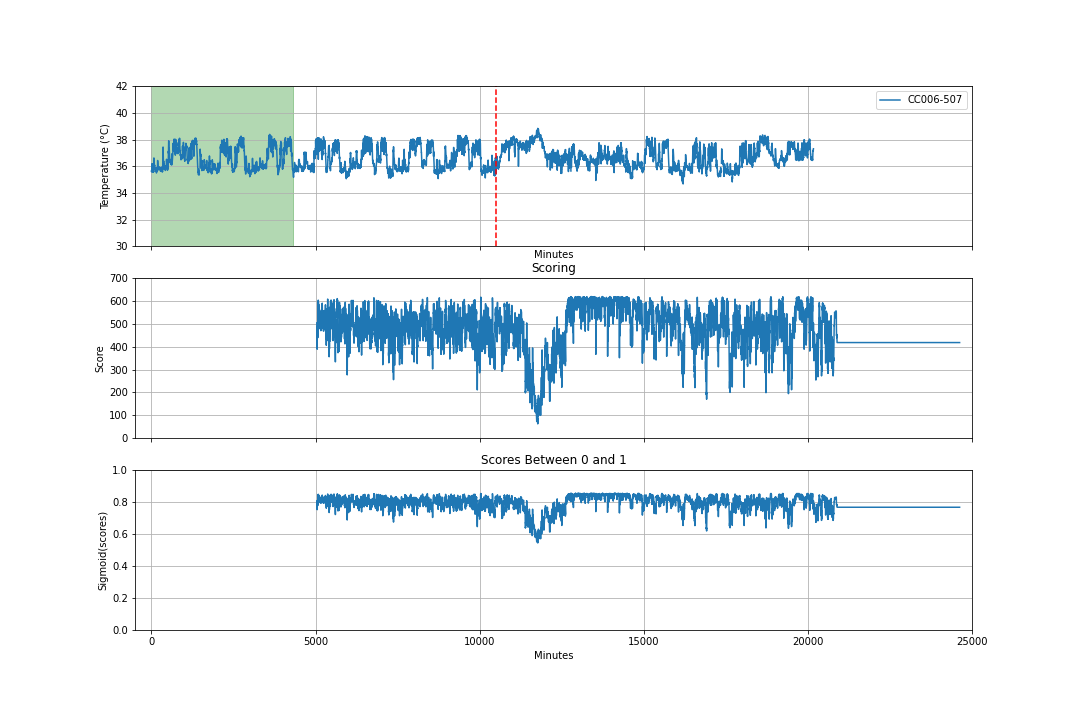 42
40
38
36
34
32
30
Temperature (°C)
CC006-507
Minutes
Scoring
700
600
500
400
300
200
100
0
Score
Scores Between 0 and 1
1.0
0.8
0.6
0.4
0.2
0.0
Sigmoid(scores)
0 5000 10000 15000 20000 25000
Minutes